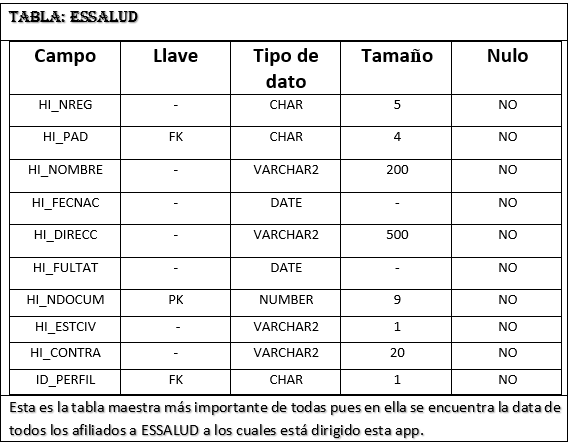 TABLA: ESSALUD
Campo Llave Tipo de dato Tamaño Nulo
HI_NREG - CHAR 5 NO
HI_PAD FK CHAR 4 NO
HI_NOMBRE - VARCHAR2 200 NO
HI_FECNAC - DATE - NO
HI_DIRECC - VARCHAR2 500 NO
HI_FULTAT - DATE - NO
HI_NDOCUM PK NUMBER 9 NO
HI_ESTCIV - VARCHAR2 1 NO
HI_CONTRA - VARCHAR2 20 NO
ID_PERFIL FK CHAR 1 NO
Esta es la tabla maestra más importante de todas pues en ella se encuentra la data de
todos los afiliados a ESSALUD a los cuales está dirigido esta app.